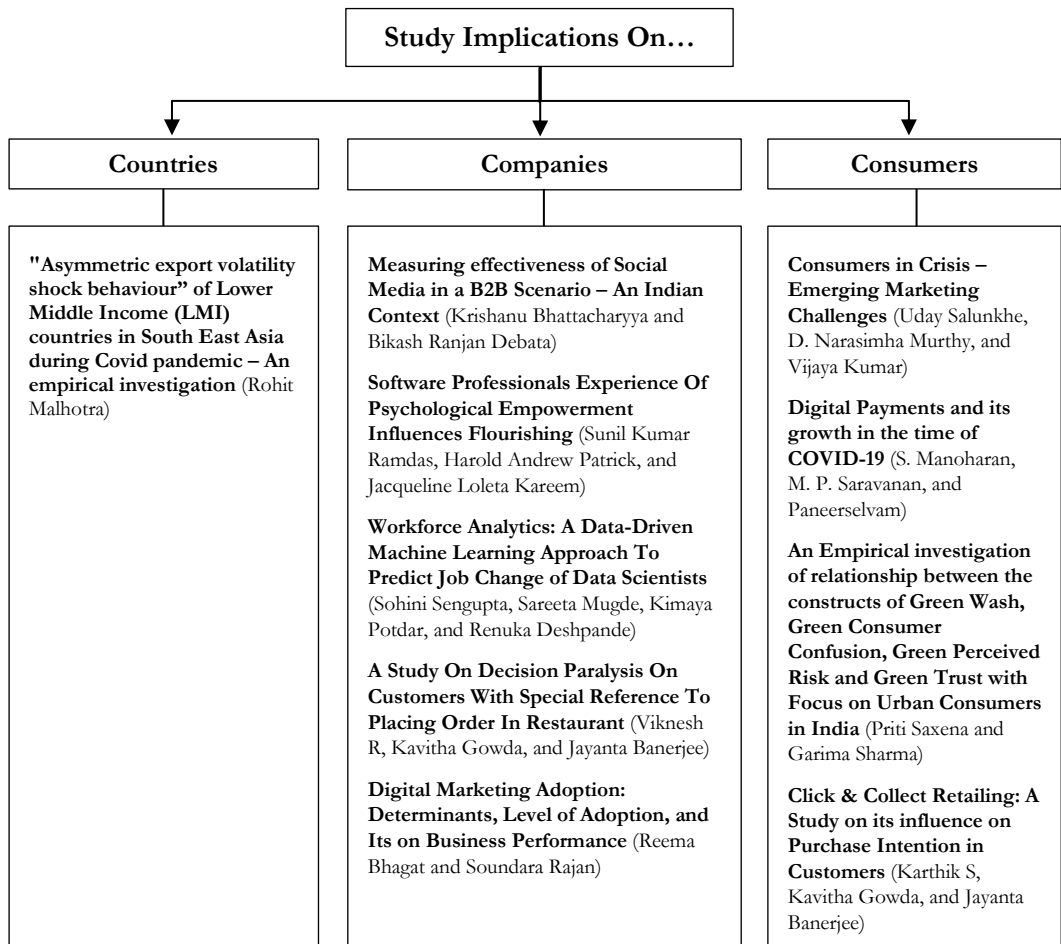 Study Implications On…
Countries
Companies
Consumers
"Asymmetric export volatility
shock behaviour” of Lower
Middle Income (LMI)
countries in South East Asia
during Covid pandemic – An
empirical investigation (Rohit
Malhotra)
Measuring effectiveness of Social
Media in a B2B Scenario – An Indian
Context (Krishanu Bhattacharyya and
Bikash Ranjan Debata)
Software Professionals Experience Of
Psychological Empowerment
Influences Flourishing (Sunil Kumar
Ramdas, Harold Andrew Patrick, and
Jacqueline Loleta Kareem)
Workforce Analytics: A Data-Driven
Machine Learning Approach To
Predict Job Change of Data Scientists
(Sohini Sengupta, Sareeta Mugde, Kimaya
Potdar, and Renuka Deshpande)
A Study On Decision Paralysis On
Customers With Special Reference To
Placing Order In Restaurant (Viknesh
R, Kavitha Gowda, and Jayanta Banerjee)
Digital Marketing Adoption:
Determinants, Level of Adoption, and
Its on Business Performance (Reema
Bhagat and Soundara Rajan)
Consumers in Crisis –
Emerging Marketing
Challenges (Uday Salunkhe,
D. Narasimha Murthy, and
Vijaya Kumar)
Digital Payments and its
growth in the time of
COVID-19 (S. Manoharan,
M. P. Saravanan, and
Paneerselvam)
An Empirical investigation
of relationship between the
constructs of Green Wash,
Green Consumer
Confusion, Green Perceived
Risk and Green Trust with
Focus on Urban Consumers
in India (Priti Saxena and
Garima Sharma)
Click & Collect Retailing: A
Study on its influence on
Purchase Intention in
Customers (Karthik S,
Kavitha Gowda, and Jayanta
Banerjee)